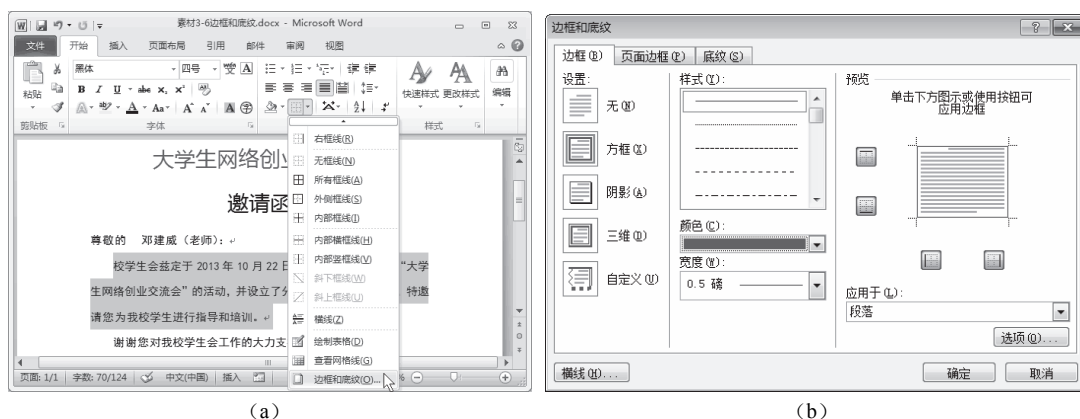 素材3-6边框和底纹.docx - Microsoft Word
文件 开始 插入 页面布局 引用 邮件 审阅 视图
黑体 四号
粘贴 快速样式 更改样式 编辑
剪贴板 字体 样式
大学生网络创业
邀请函
尊敬的 邓建威(老师):
校学生会兹定于 2013 年 10 月 22 日 “大学
生网络创业交流会”的活动,并设立了 特邀
请您为我校学生进行指导和培训。
谢谢您对我校学生会工作的大力支
右框线(R)
无框线(N)
所有框线(A)
外侧框线(S)
内部框线(I)
内部横框线(H)
内部竖框线(V)
斜下框线(W)
斜上框线(U)
横线(Z)
绘制表格(D)
查看网格线(G)
边框和底纹(O)...
页面: 1/1 字数: 70/124 中文(中国) 插入
(a)
边框和底纹
边框(B) 页面边框(P) 底纹(S)
设置:
无(N)
方框(X)
阴影(A)
三维(D)
自定义(U)
样式(Y):
颜色(C):
宽度(W):
0.5 磅
预览
单击下方图示或使用按钮可
应用边框
应用于(L):
段落
选项(O)...
横线(H)... 确定 取消
(b)